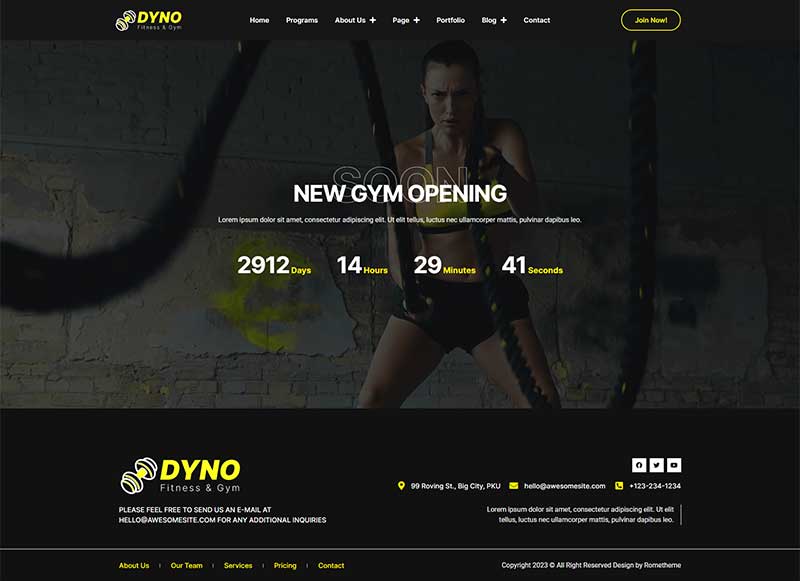 DYNO
Fitness & Gym
Home Programs About Us + Page + Portfolio Blog + Contact
Join Now!
SOON
NEW GYM OPENING
Lorem ipsum dolor sit amet, consectetur adipiscing elit. Ut elit tellus, luctus nec ullamcorper mattis, pulvinar dapibus leo.
2912 Days 14 Hours 29 Minutes 41 Seconds
DYNO
Fitness & Gym
99 Roving St., Big City, PKU hello@awesomesite.com +123-234-1234
PLEASE FEEL FREE TO SEND US AN E-MAIL AT
HELLO@AWESOMESITE.COM FOR ANY ADDITIONAL INQUIRIES
Lorem ipsum dolor sit amet, consectetur adipiscing elit. Ut elit
tellus, luctus nec ullamcorper mattis, pulvinar dapibus leo.
About Us | Our Team | Services | Pricing | Contact
Copyright 2023 © All Right Reserved Design by Rometheme